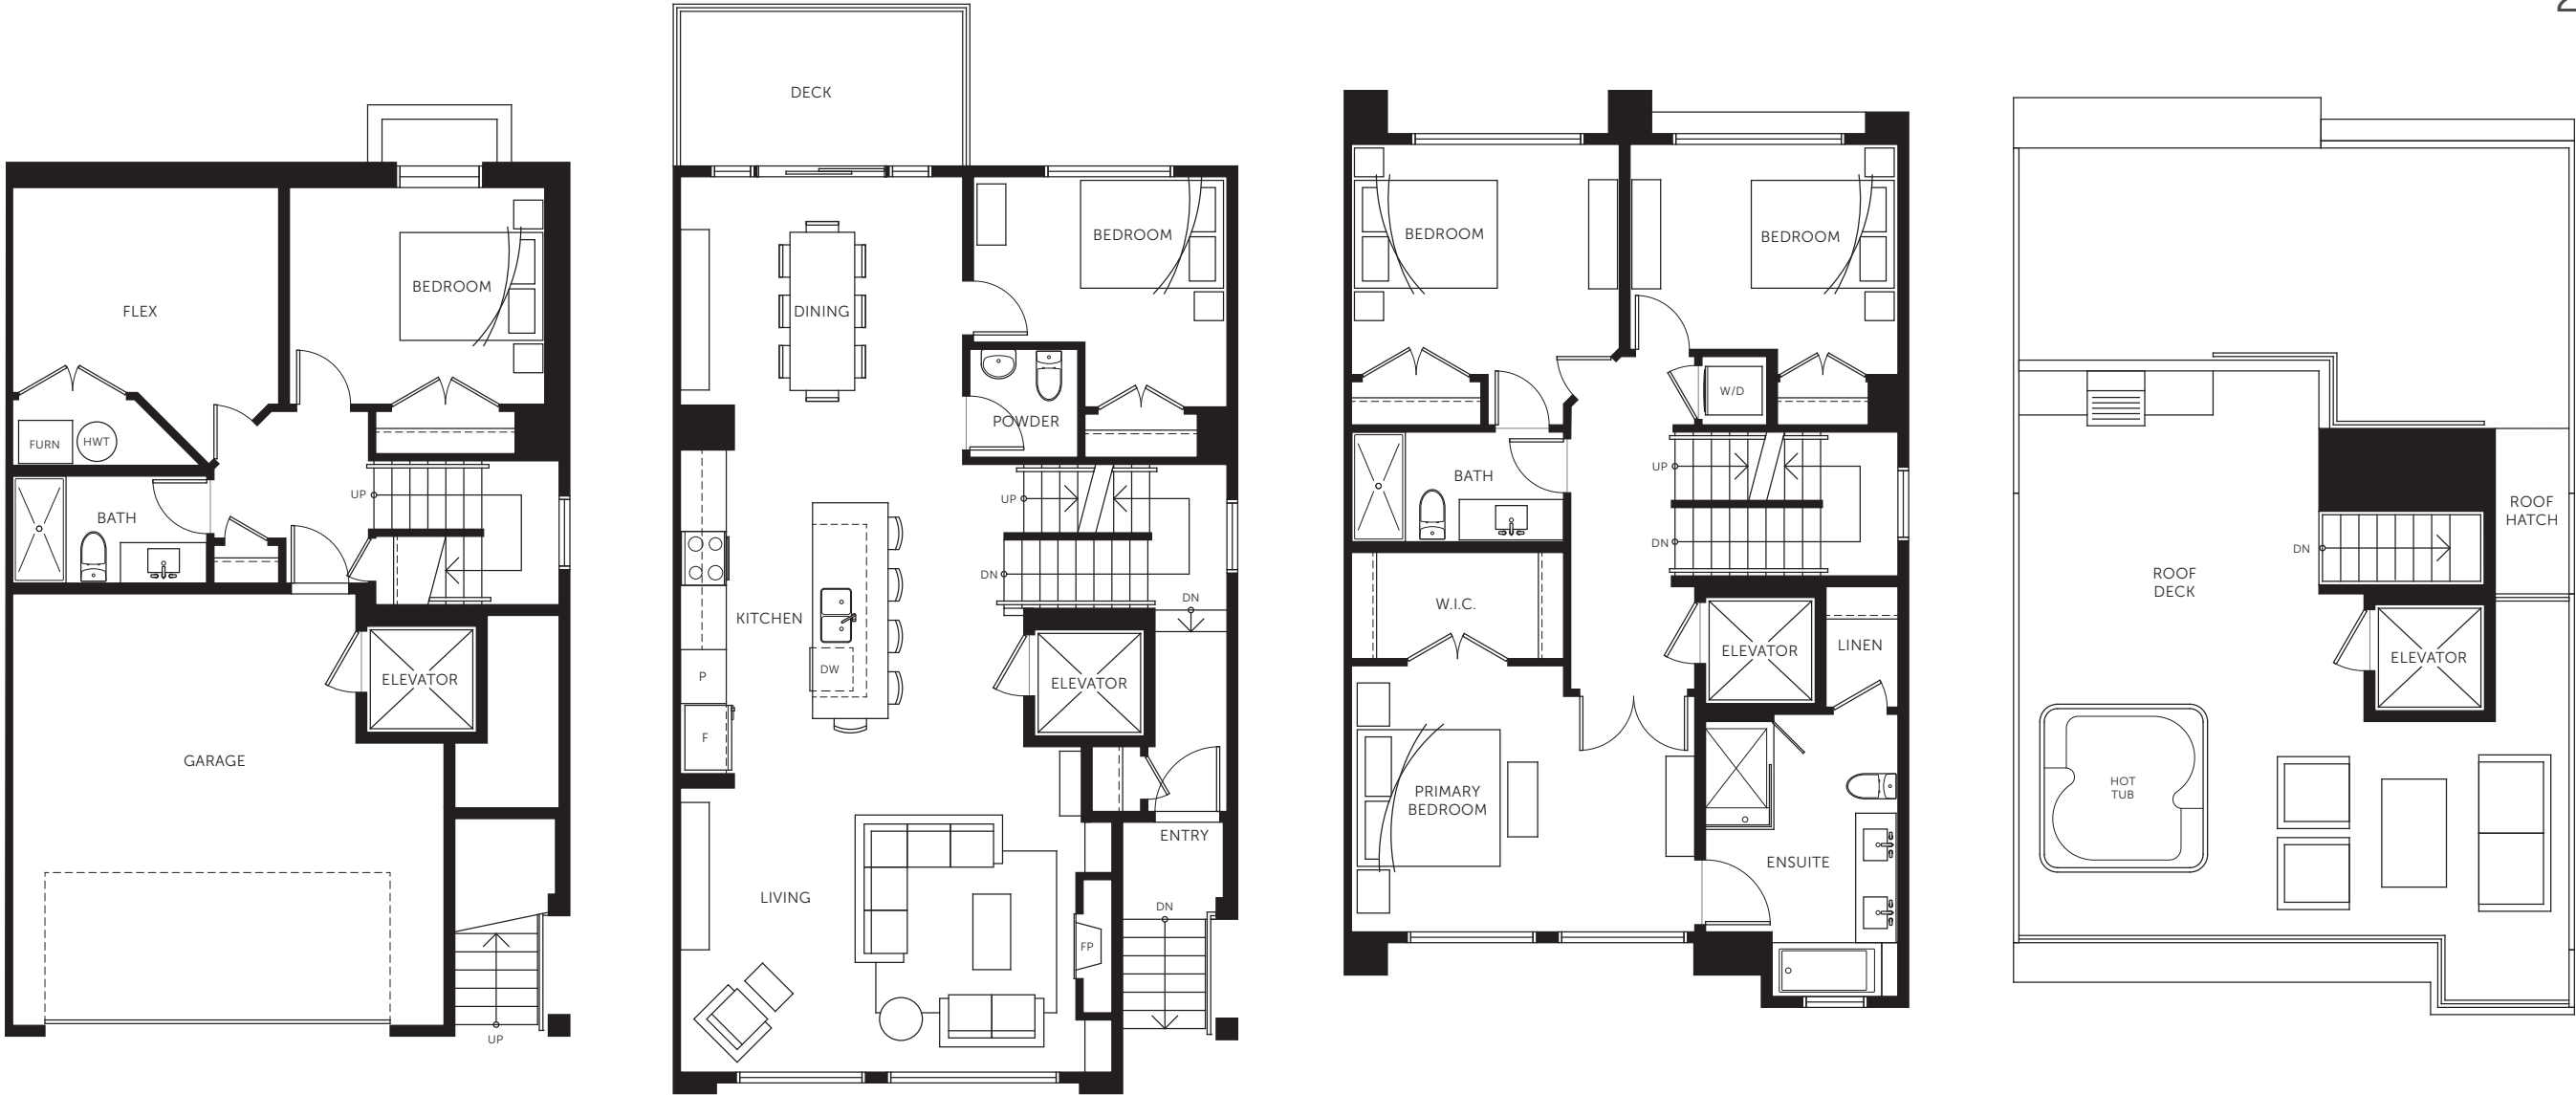 FLEX
BEDROOM
FURN
HWT
UP
BATH
ELEVATOR
GARAGE
UP
DECK
BEDROOM
DINING
POWDER
UP
DN
DN
KITCHEN
P
DW
ELEVATOR
F
ENTRY
LIVING
DN
FP
BEDROOM
BEDROOM
W/D
UP
BATH
DN
W.I.C.
ELEVATOR
LINEN
PRIMARY
BEDROOM
ENSUITE
ROOF
HATCH
DN
ROOF
DECK
ELEVATOR
HOT
TUB